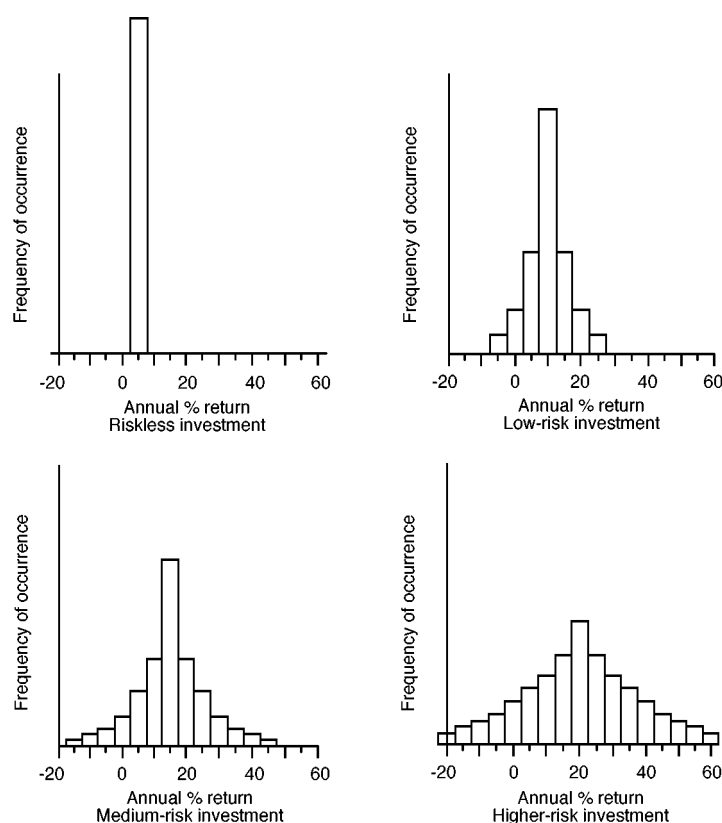 Frequency of occurrence
-20 0 20 40 60
Annual % return
Riskless investment
Frequency of occurrence
-20 0 20 40 60
Annual % return
Low-risk investment
Frequency of occurrence
-20 0 20 40 60
Annual % return
Medium-risk investment
Frequency of occurrence
-20 0 20 40 60
Annual % return
Higher-risk investment